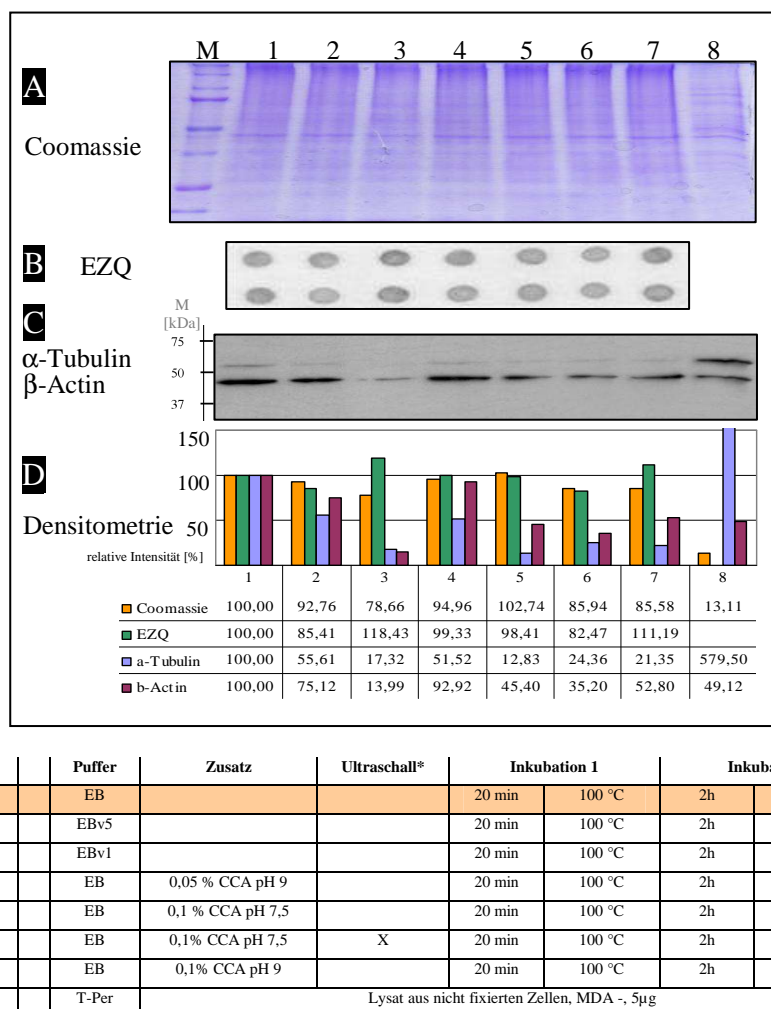 M 1 2 3 4 5 6 7 8
A
Coomassie
B EZQ
C
M
[kDa]
75
α-Tubulin
50
β-Actin
37
150
100
D
Densitometrie 50
relative Intensität [%]
1 2 3 4 5 6 7 8
Coomassie 100,00 92,76 78,66 94,96 102,74 85,94 85,58 13,11
EZQ 100,00 85,41 118,43 99,33 98,41 82,47 111,19
a-Tubulin 100,00 55,61 17,32 51,52 12,83 24,36 21,35 579,50
b-Actin 100,00 75,12 13,99 92,92 45,40 35,20 52,80 49,12
Puffer Zusatz Ultraschall* Inkubation 1 Inkuba
EB 20 min 100 °C 2h
EBv5 20 min 100 °C 2h
EBv1 20 min 100 °C 2h
EB 0,05 % CCA pH 9 20 min 100 °C 2h
EB 0,1 % CCA pH 7,5 20 min 100 °C 2h
EB 0,1% CCA pH 7,5 X 20 min 100 °C 2h
EB 0,1% CCA pH 9 20 min 100 °C 2h
T-Per Lysat aus nicht fixierten Zellen, MDA -, 5µg